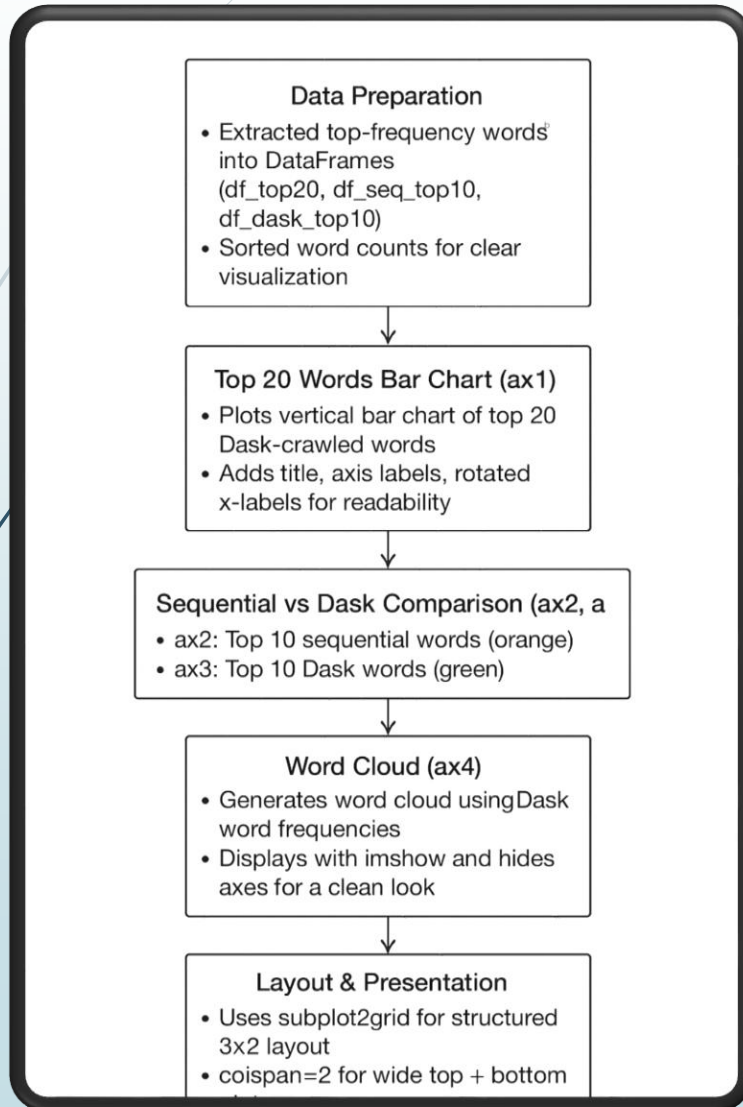 Data Preparation
• Extracted top-frequency words
into DataFrames
(df_top20, df_seq_top10,
df_dask_top10)
• Sorted word counts for clear
visualization
Top 20 Words Bar Chart (ax1)
• Plots vertical bar chart of top 20
Dask-crawled words
• Adds title, axis labels, rotated
x-labels for readability
Sequential vs Dask Comparison (ax2, a
• ax2: Top 10 sequential words (orange)
• ax3: Top 10 Dask words (green)
Word Cloud (ax4)
• Generates word cloud usingDask
word frequencies
• Displays with imshow and hides
axes for a clean look
Layout & Presentation
• Uses subplot2grid for structured
3x2 layout
• coispan=2 for wide top + bottom